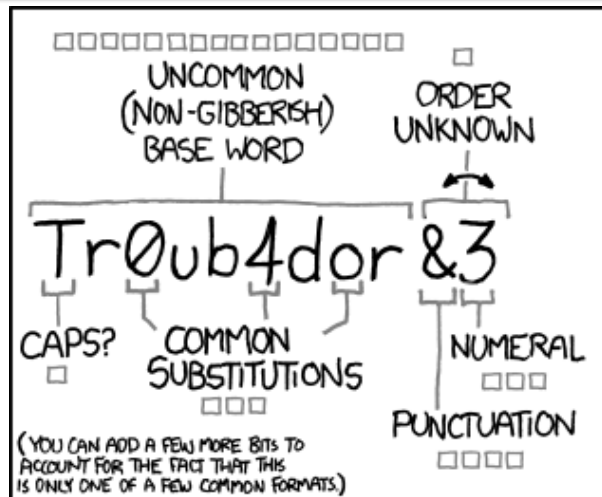 UNCOMMON
(NON-GIBBERISH)
BASE WORD
ORDER
UNKNOWN
Tr0ub4dor &3
CAPS?
COMMON
SUBSTITUTIONS
NUMERAL
PUNCTUATION
(YOU CAN ADD A FEW MORE BITS TO
ACCOUNT FOR THE FACT THAT THIS
IS ONLY ONE OF A FEW COMMON FORMATS.)